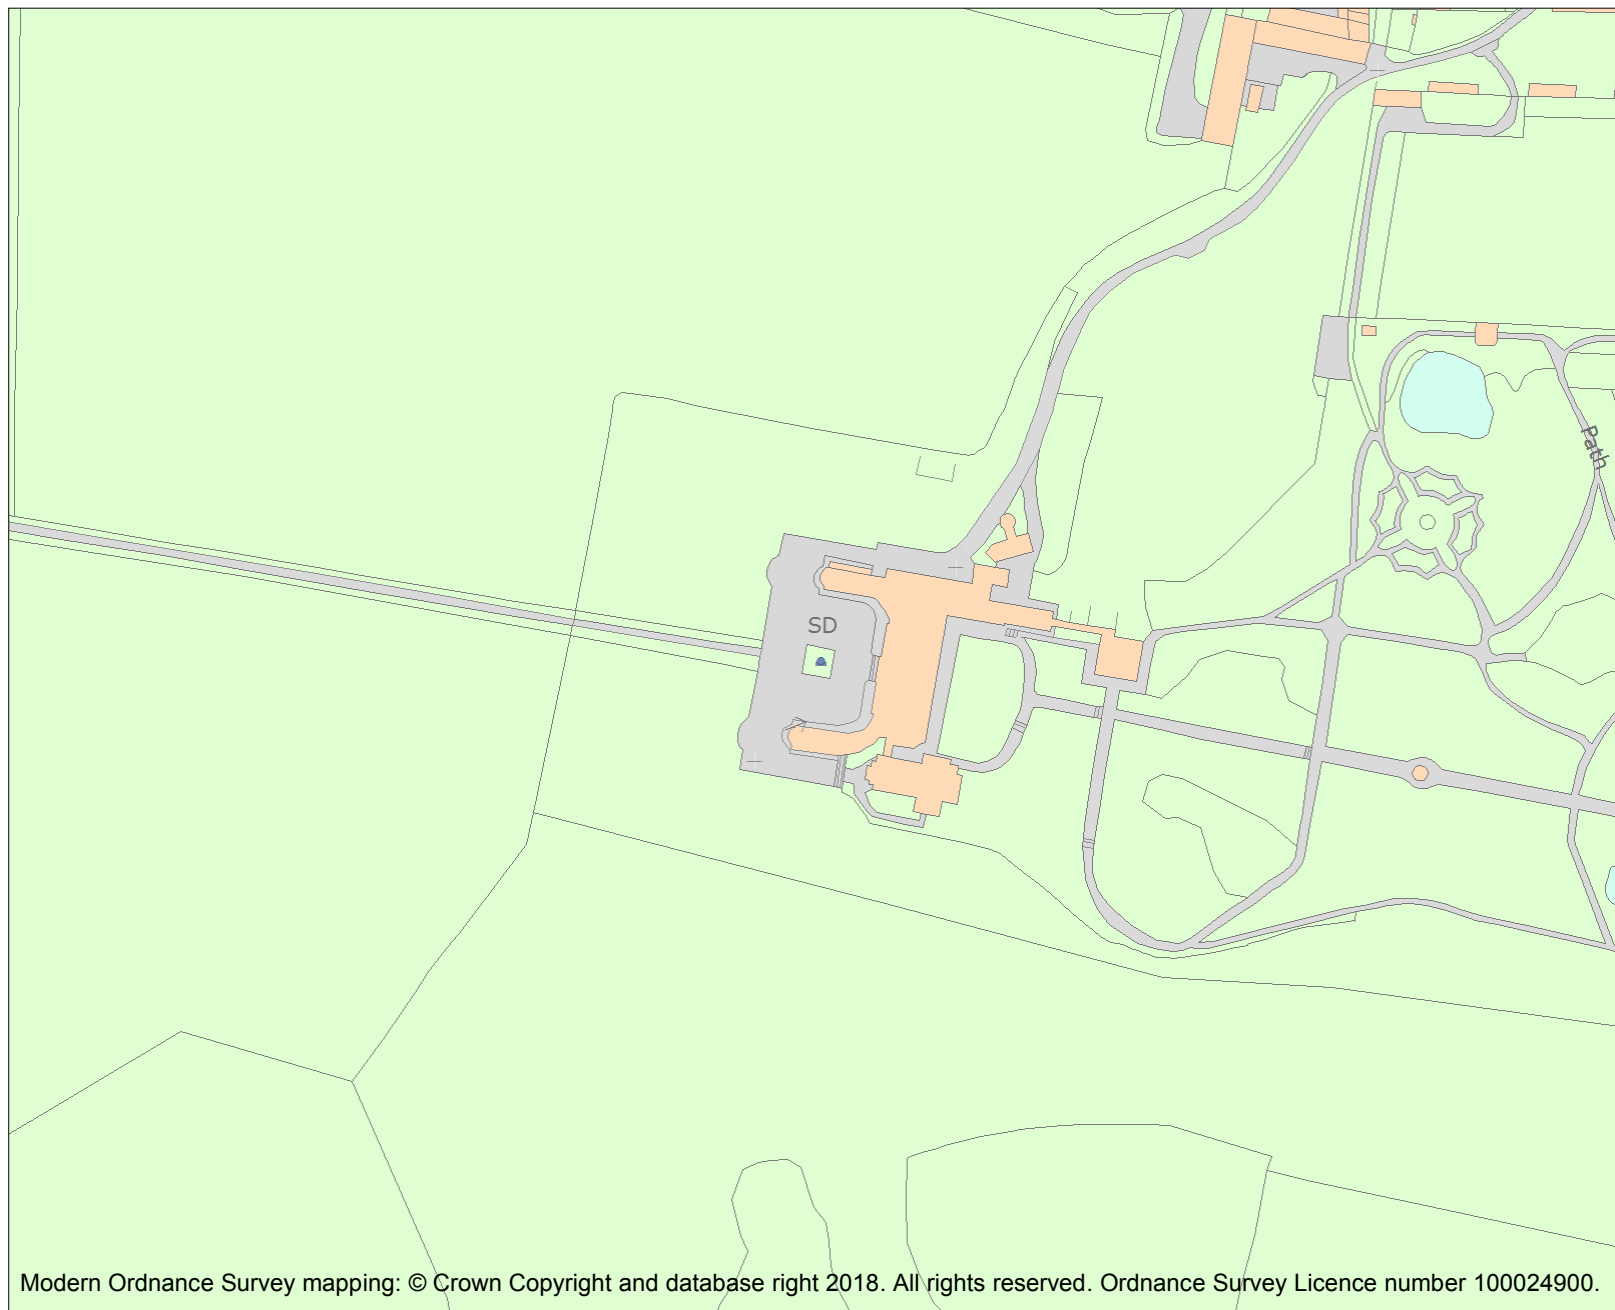 Path
SD
Modern Ordnance Survey mapping: © Crown Copyright and database right 2018. All rights reserved. Ordnance Survey Licence number 100024900.